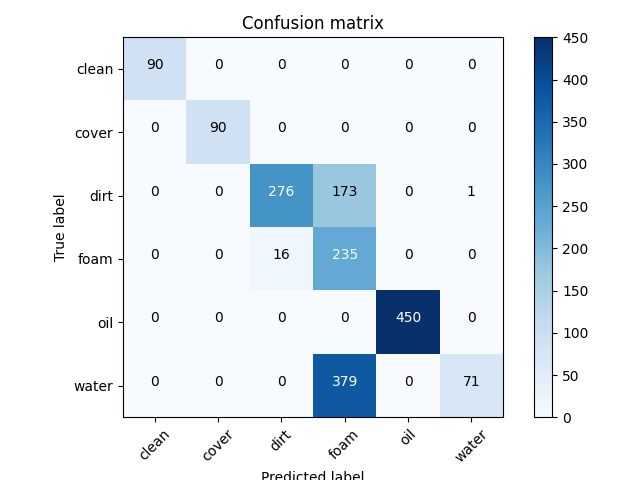 Confusion matrix
clean 90 0 0 0 0 0
cover 0 90 0 0 0 0
dirt 0 0 276 173 0 1
foam 0 0 16 235 0 0
oil 0 0 0 0 450 0
water 0 0 0 379 0 71
clean cover dirt foam oil water
True label
Predicted label
450
400
350
300
250
200
150
100
50
0